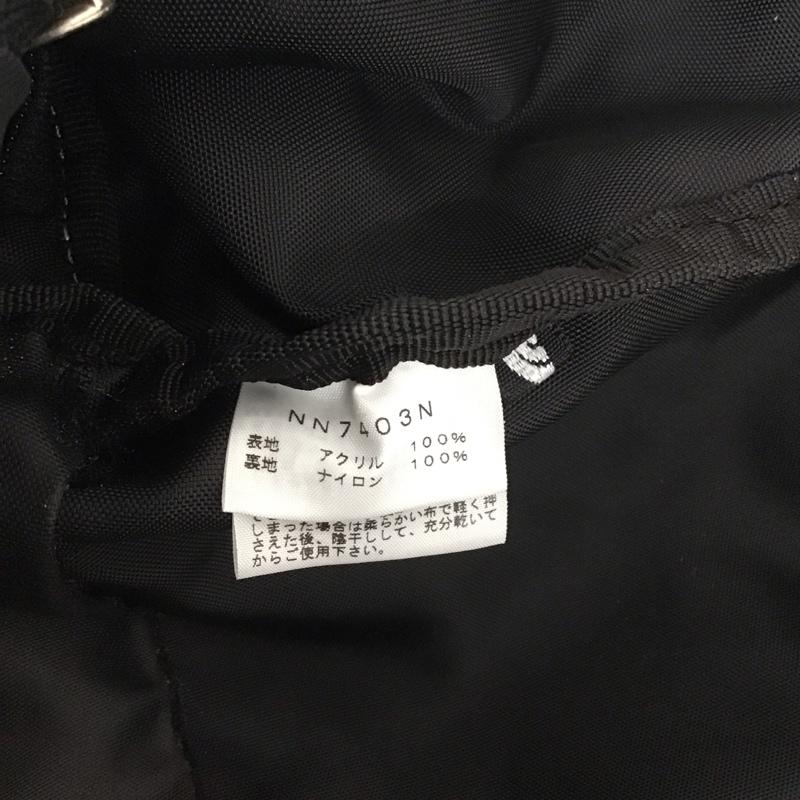 NN7403N
表地 アクリル 100%
裏地 ナイロン 100%
しまった場合は柔らかい布で軽く押
さえた後、陰干しして、充分乾いて
からご使用下さい。